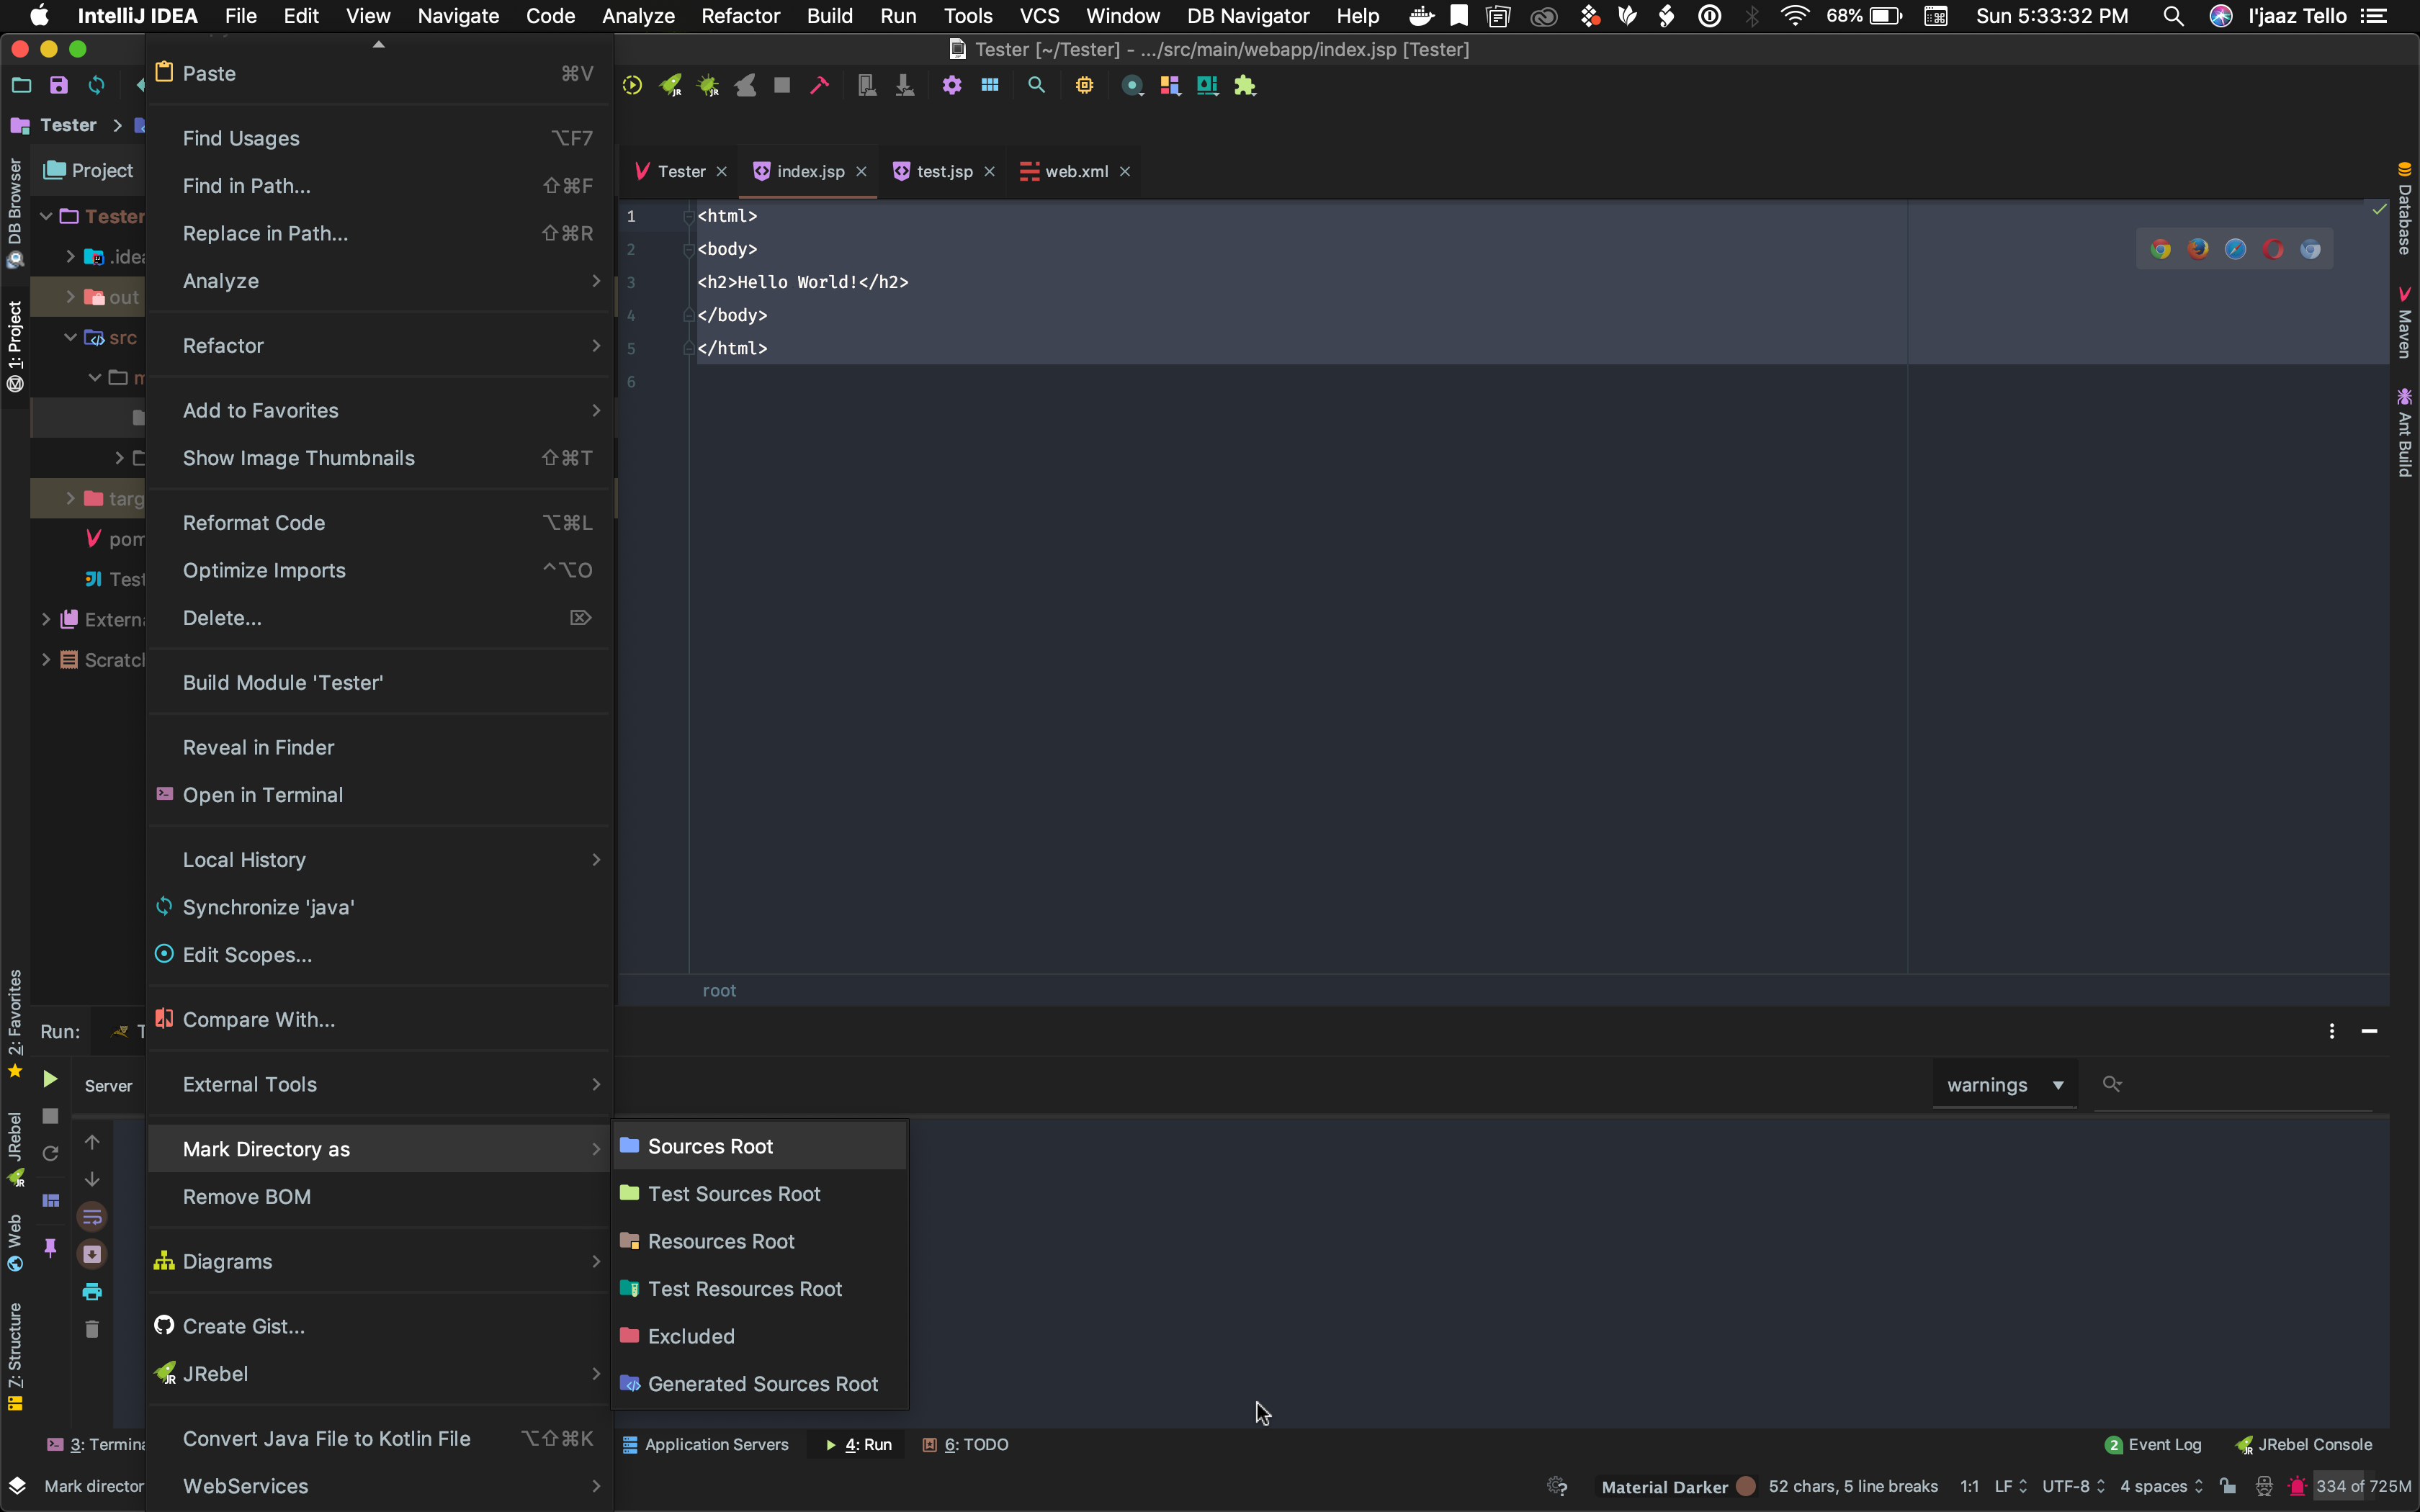 IntelliJ IDEA File Edit View Navigate Code Analyze Refactor Build Run Tools VCS Window DB Navigator Help 68% Sun 5:33:32 PM I'jaaz Tello
Tester [~/Tester] - .../src/main/webapp/index.jsp [Tester]
Tester
Project
Tester
.idea
out
src
m
targ
pom
Test
Externa
Scratch
DB Browser
1: Project
2: Favorites
JRebel
Web
7: Structure
Paste ⌘V
Find Usages ⌥F7
Find in Path... ⇧⌘F
Replace in Path... ⇧⌘R
Analyze
Refactor
Add to Favorites
Show Image Thumbnails ⇧⌘T
Reformat Code ⌥⌘L
Optimize Imports ^⌥O
Delete... ⌦
Build Module 'Tester'
Reveal in Finder
Open in Terminal
Local History
Synchronize 'java'
Edit Scopes...
Compare With...
External Tools
Mark Directory as
Remove BOM
Diagrams
Create Gist...
JRebel
Convert Java File to Kotlin File ⌥⇧⌘K
WebServices
Sources Root
Test Sources Root
Resources Root
Test Resources Root
Excluded
Generated Sources Root
Tester index.jsp test.jsp web.xml
1 <html>
2 <body>
3 <h2>Hello World!</h2>
4 </body>
5 </html>
6
root
Database
Maven
Ant Build
Run: T
Server
warnings
3: Termina Application Servers 4: Run 6: TODO 2 Event Log JRebel Console
Mark director Material Darker 52 chars, 5 line breaks 1:1 LF UTF-8 4 spaces 334 of 725M